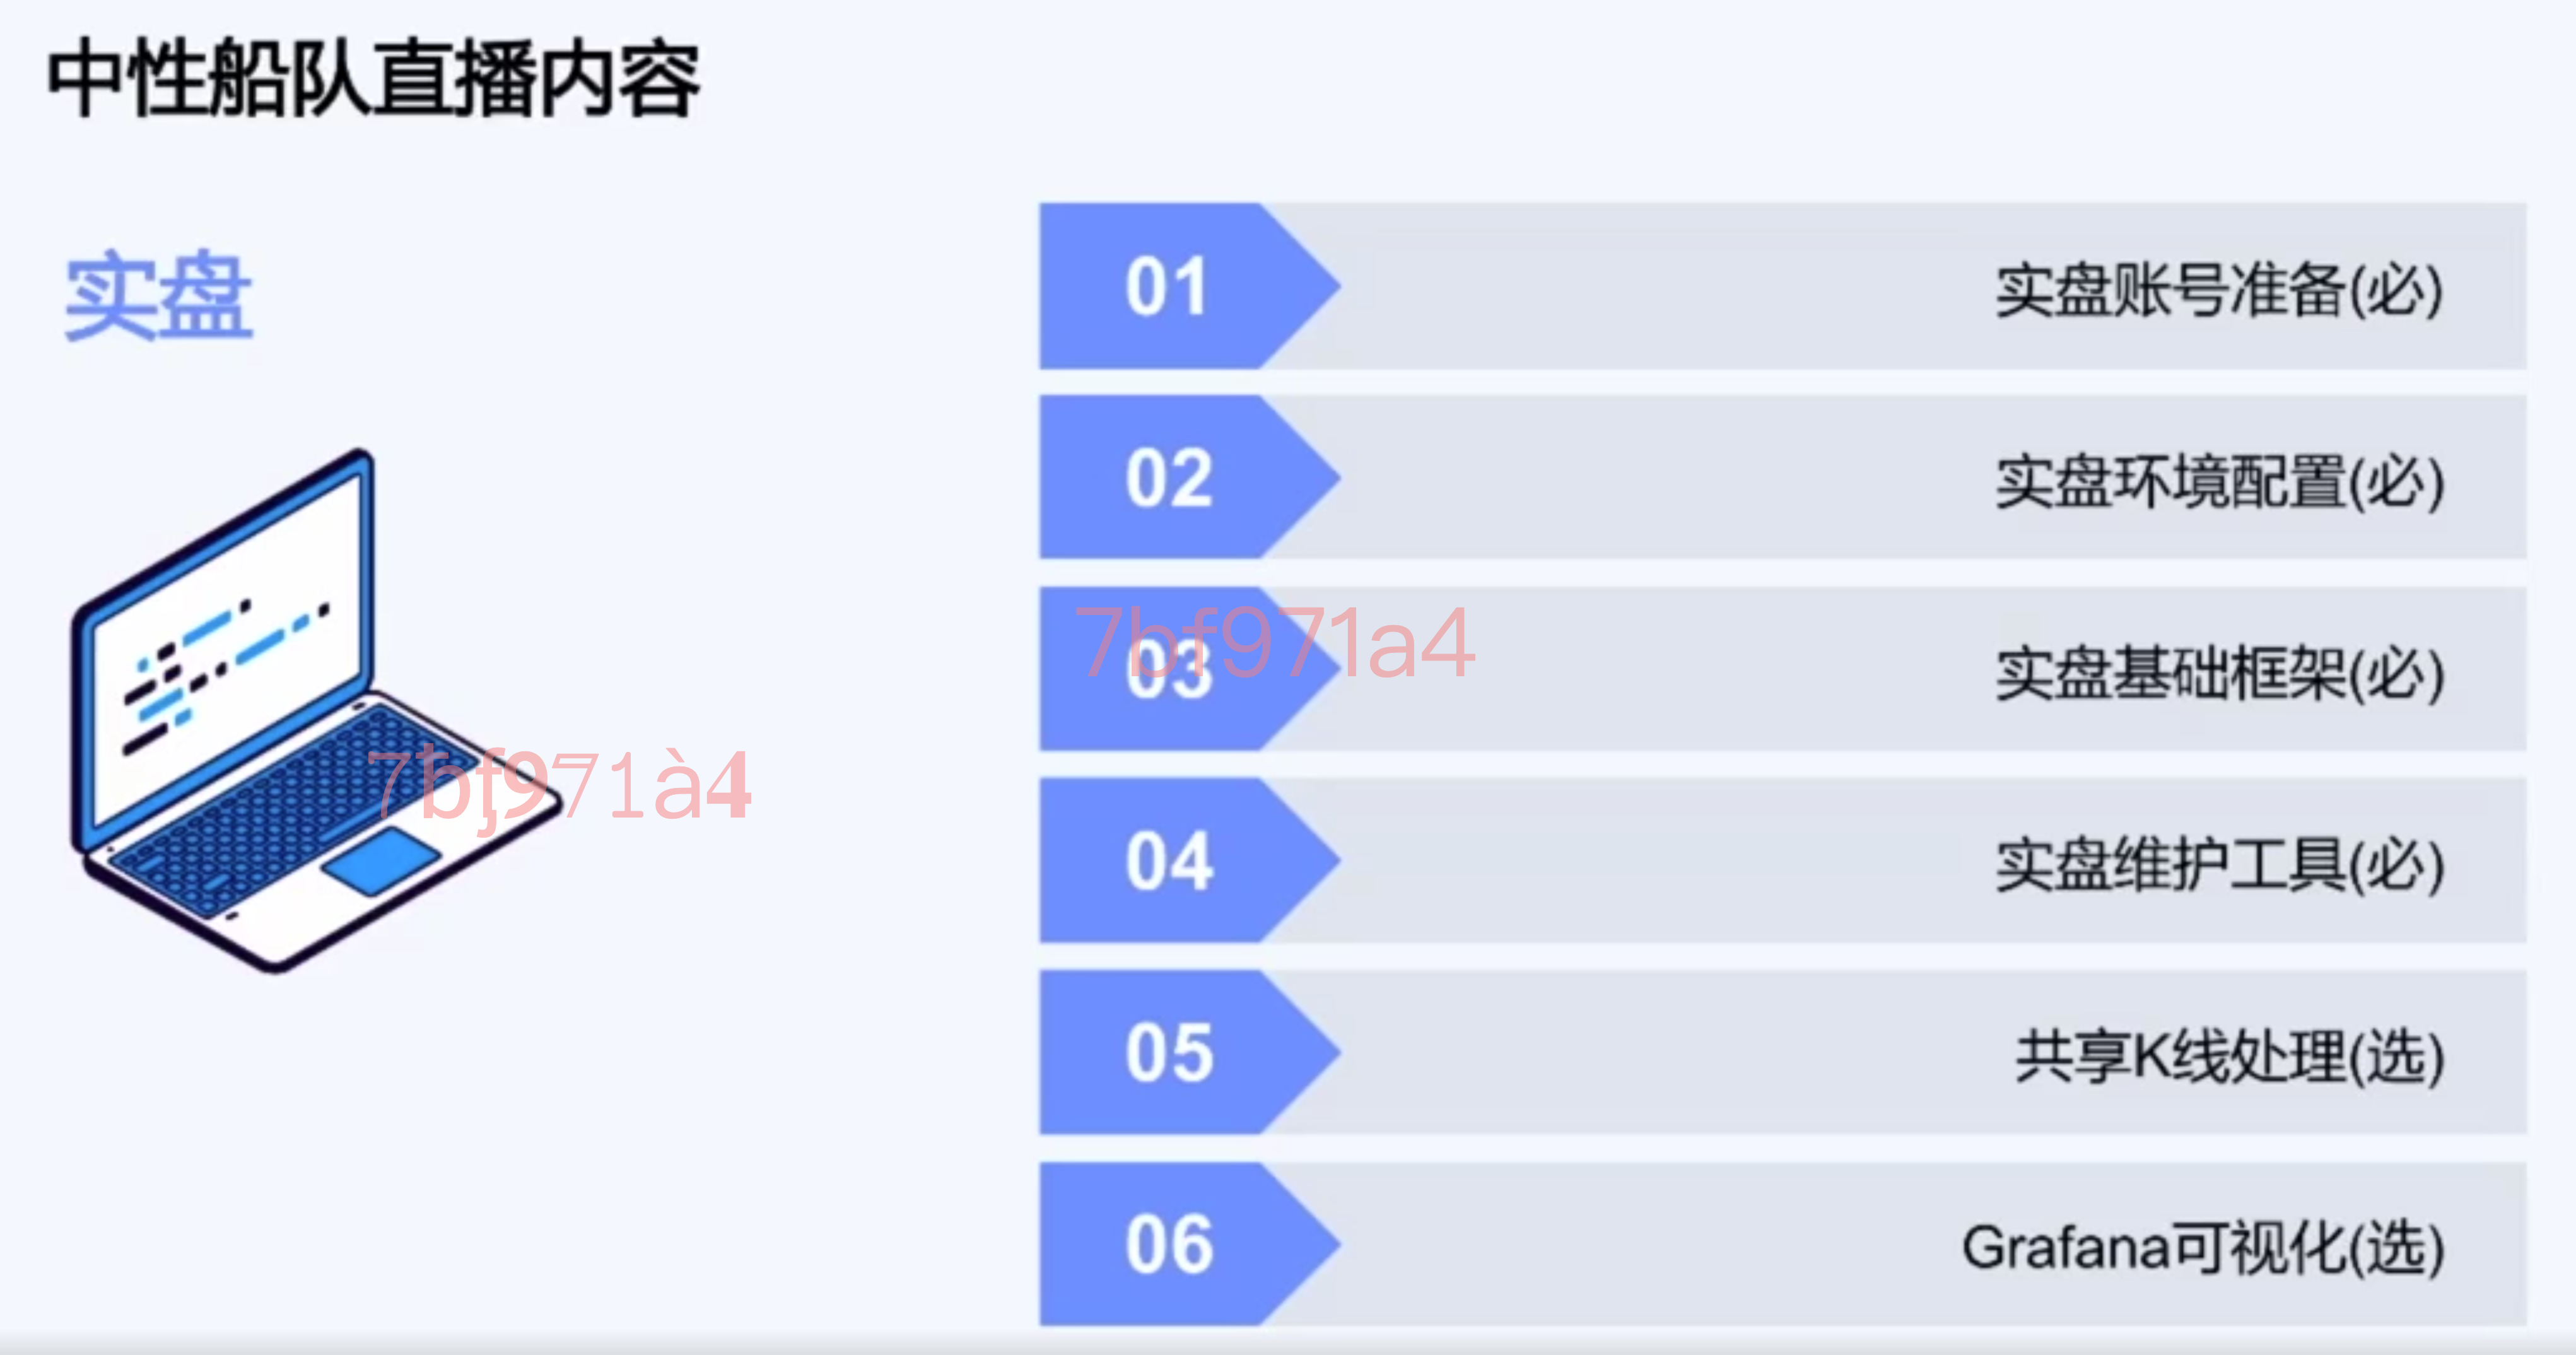 中性船队直播内容
实盘
01 实盘账号准备(必)
02 实盘环境配置(必)
03 实盘基础框架(必)
04 实盘维护工具(必)
05 共享K线处理(选)
06 Grafana可视化(选)
7bf971a4
7bf971à4